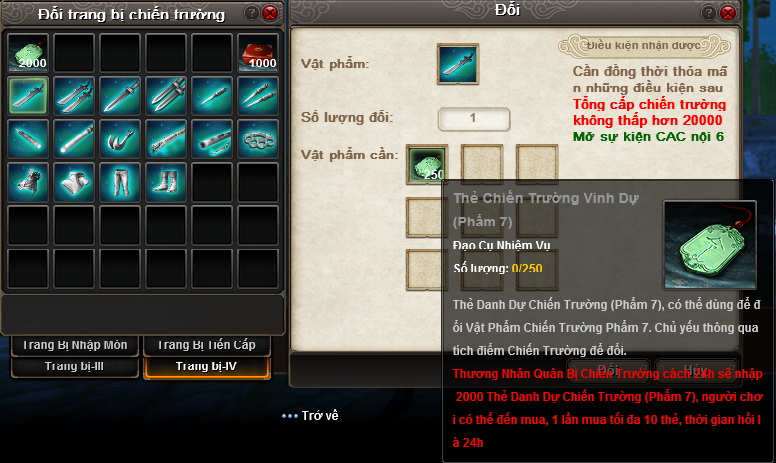 Đổi trang bị chiến trường
2000
1000
Trang Bị Nhập Môn
Trang Bị Tiến Cấp
Trang bị-III
Trang bị-IV
Trở về
Đổi
Vật phẩm:
Số lượng đổi:
1
Vật phẩm cần:
250
Điều kiện nhận được
Cần đồng thời thỏa mã
n những điều kiện sau
Tổng cấp chiến trường
không thấp hơn 20000
Mở sự kiện CAC nội 6
Thẻ Chiến Trường Vinh Dự
(Phẩm 7)
Đạo Cụ Nhiệm Vụ
Số lượng: 0/250
Thẻ Danh Dự Chiến Trường (Phẩm 7), có thể dùng để đ
ổi Vật Phẩm Chiến Trường Phẩm 7. Chủ yếu thông qua
tích điểm Chiến Trường để đổi.
Thương Nhân Quân Bị Chiến Trường cách 24h sẽ nhập
2000 Thẻ Danh Dự Chiến Trường (Phẩm 7), người chơ
i có thể đến mua, 1 lần mua tối đa 10 thẻ, thời gian hồi l
à 24h
Đổi
Hủy